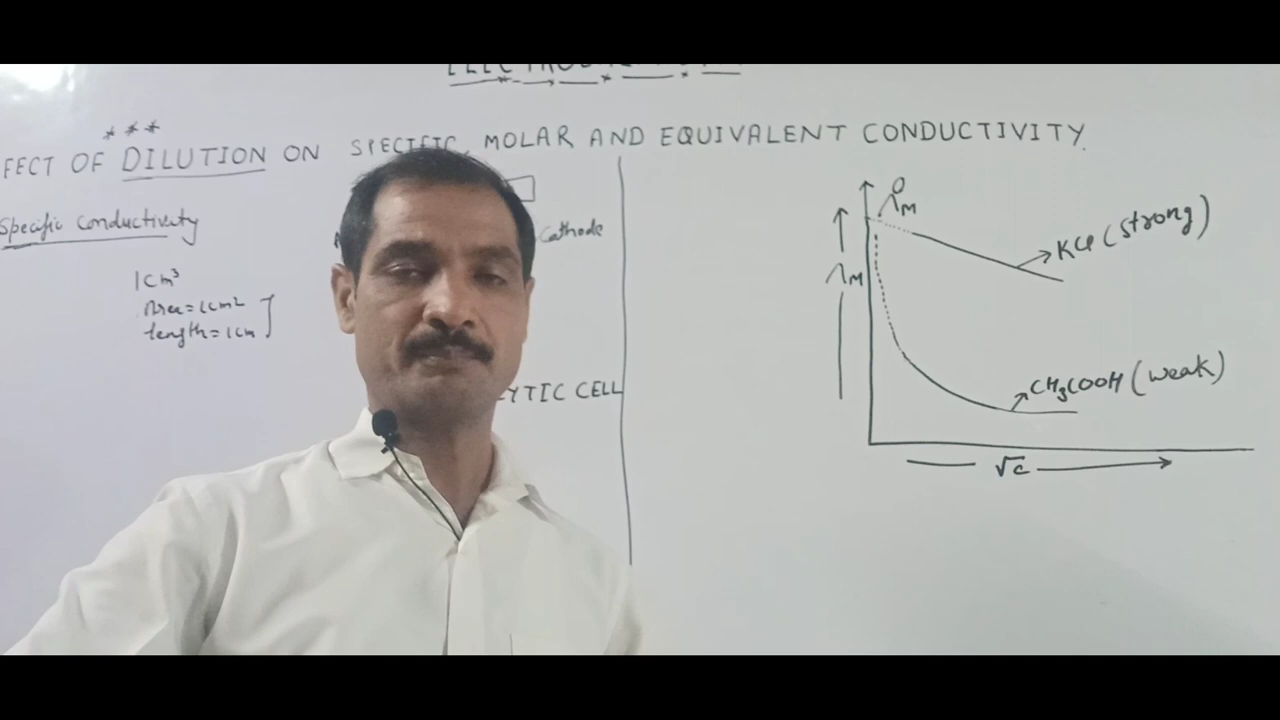 * * *
FECT OF DILUTION ON SPECIFIC, MOLAR AND EQUIVALENT CONDUCTIVITY.
Specific Conductivity
1cm³
Area=1cm²
length=1cm
Cathode
YTIC CELL
Λ°M
ΛM
KCl (strong)
CH₃COOH (weak)
√c